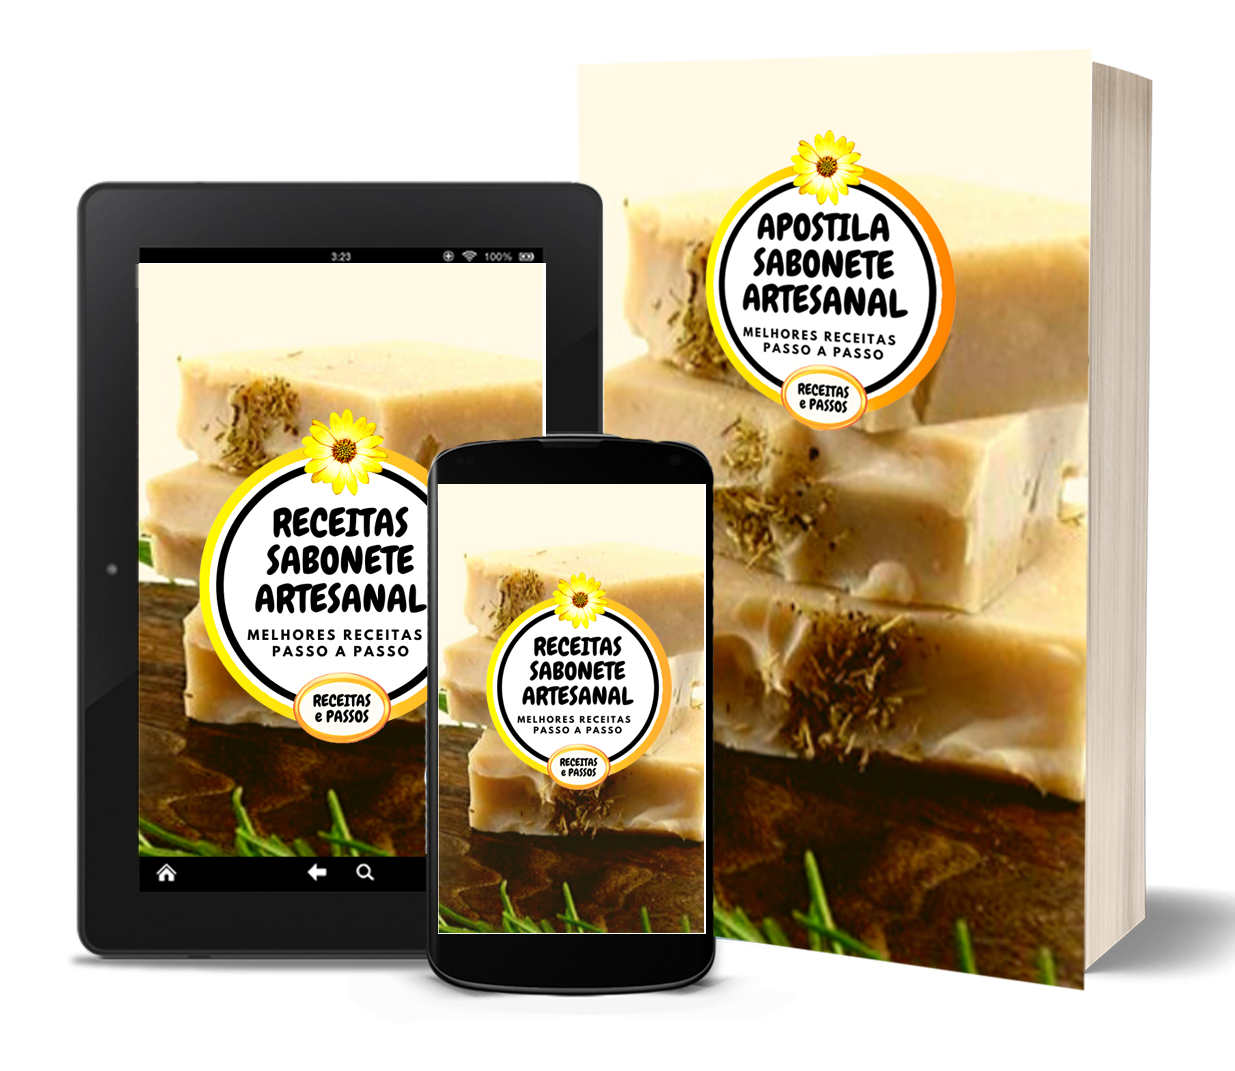 3:23
100%
RECEITAS
SABONETE
ARTESANAL
MELHORES RECEITAS
PASSO A PASSO
RECEITAS
e PASSOS
RECEITAS
SABONETE
ARTESANAL
MELHORES RECEITAS
PASSO A PASSO
RECEITAS
e PASSOS
APOSTILA
SABONETE
ARTESANAL
MELHORES RECEITAS
PASSO A PASSO
RECEITAS
e PASSOS